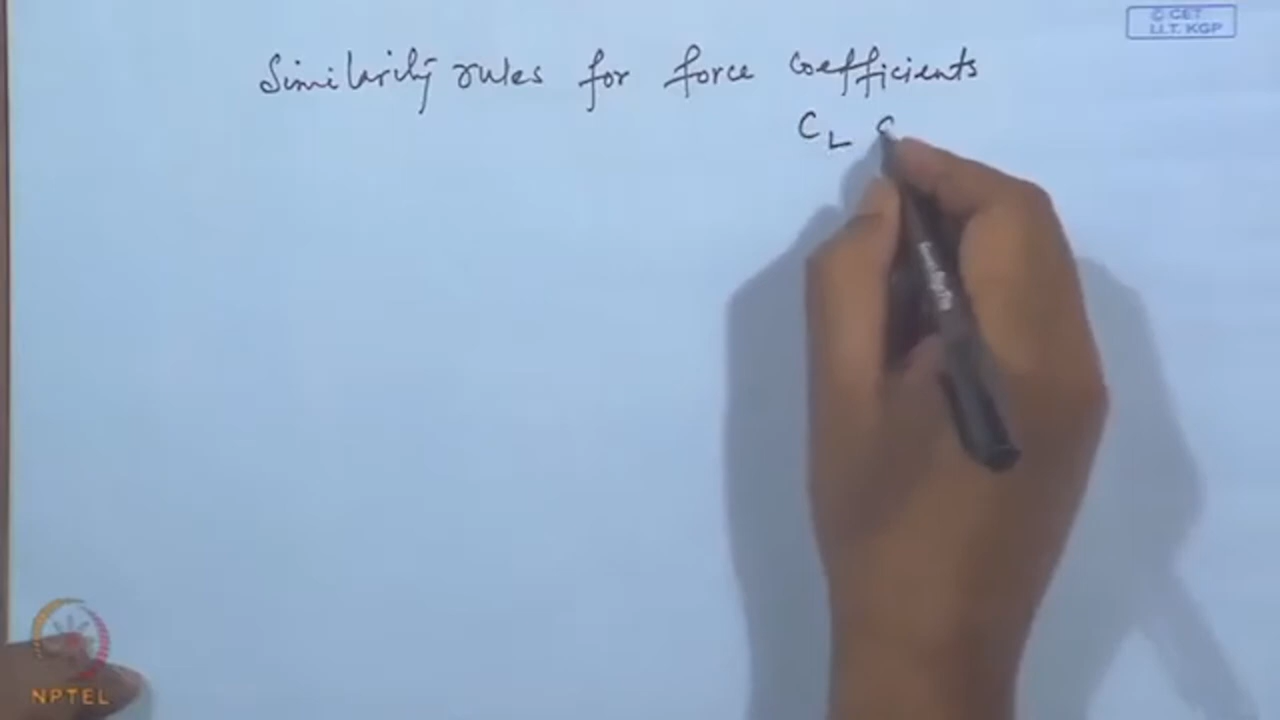 © CET
I.I.T. KGP
Similarity rules for force coefficients
C_L C
NPTEL